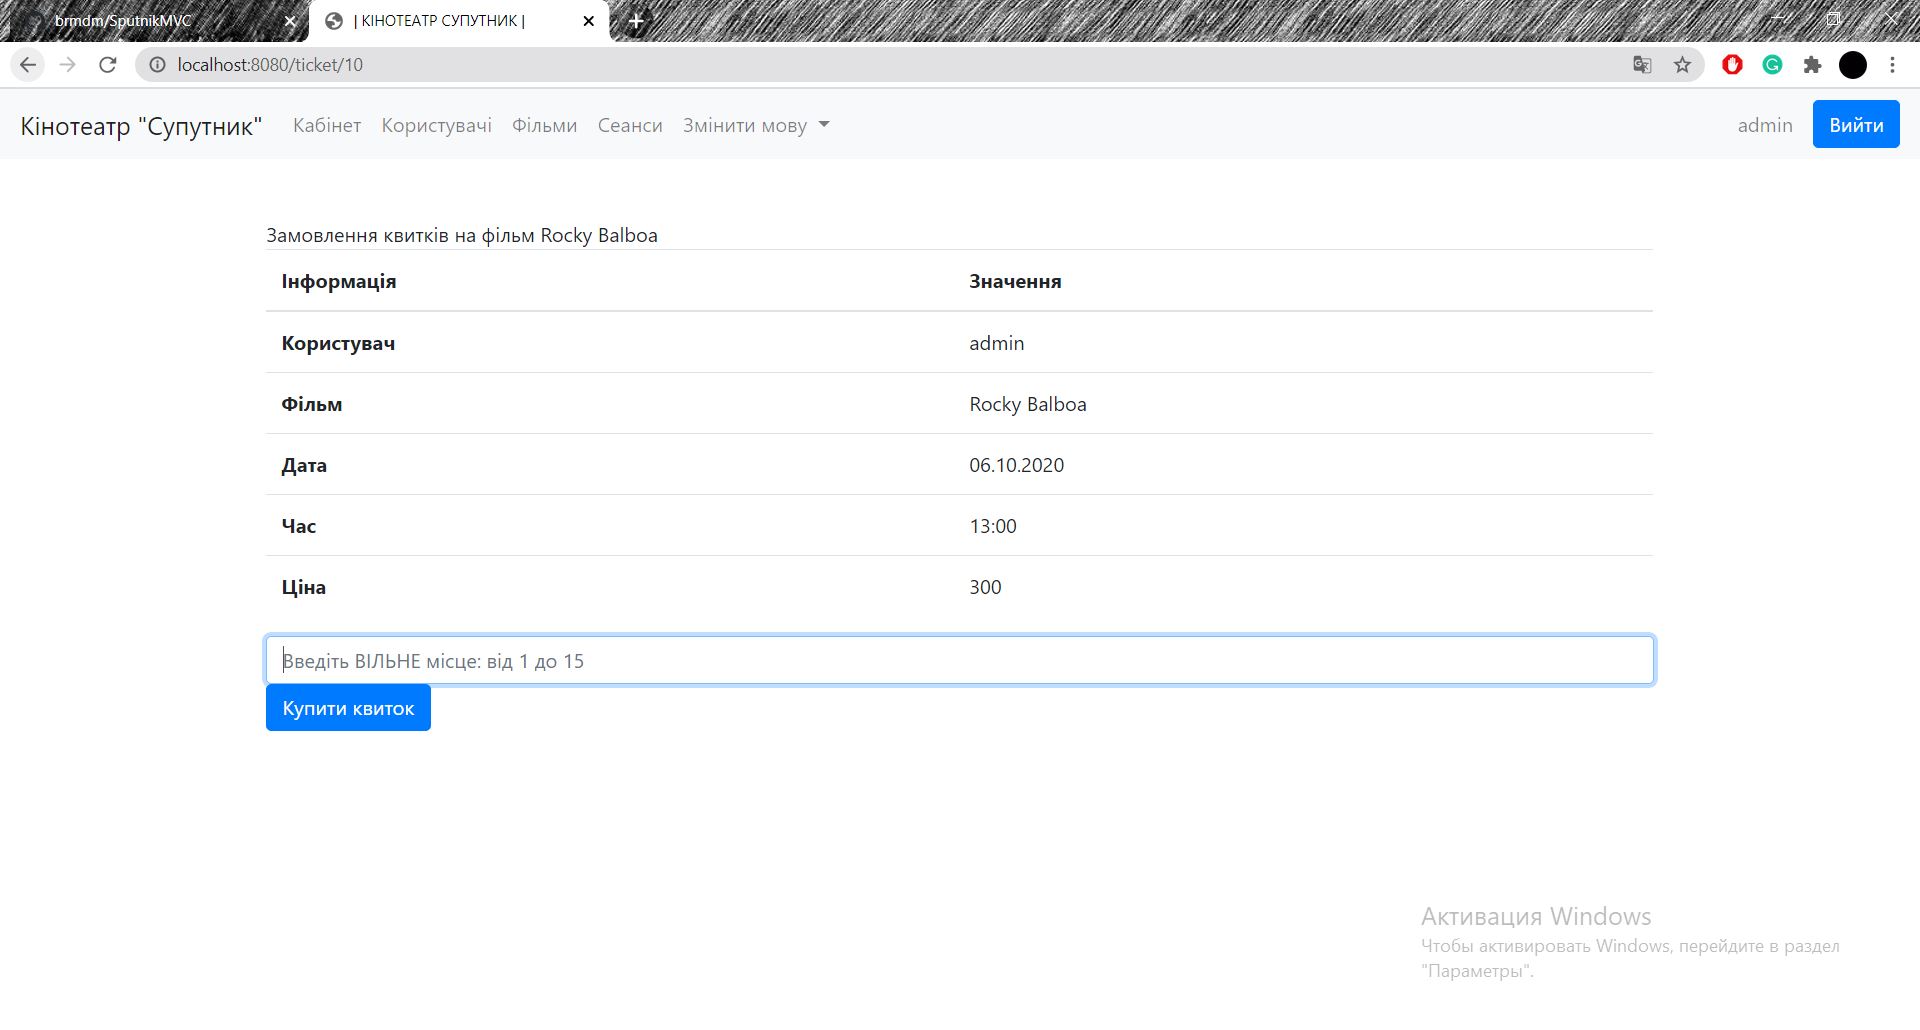 brmdm/SputnikMVC
| КІНОТЕАТР СУПУТНИК |
localhost:8080/ticket/10
Кінотеатр "Супутник" Кабінет Користувачі Фільми Сеанси Змінити мову admin Вийти
Замовлення квитків на фільм Rocky Balboa
Інформація Значення
Користувач admin
Фільм Rocky Balboa
Дата 06.10.2020
Час 13:00
Ціна 300
Введіть ВІЛЬНЕ місце: від 1 до 15
Купити квиток
Активация Windows
Чтобы активировать Windows, перейдите в раздел
"Параметры".